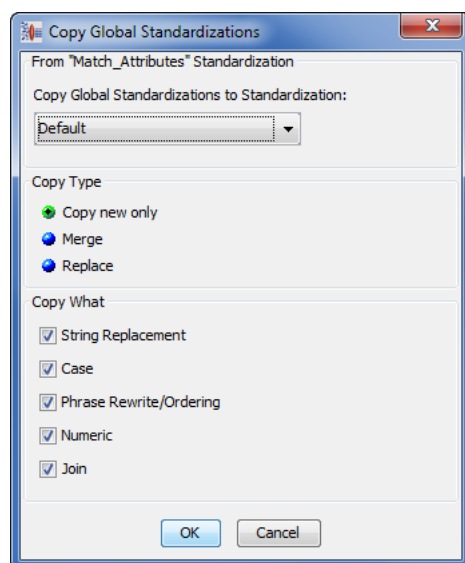 Copy Global Standardizations
From "Match_Attributes" Standardization
Copy Global Standardizations to Standardization:
Default
Copy Type
Copy new only
Merge
Replace
Copy What
String Replacement
Case
Phrase Rewrite/Ordering
Numeric
Join
OK Cancel